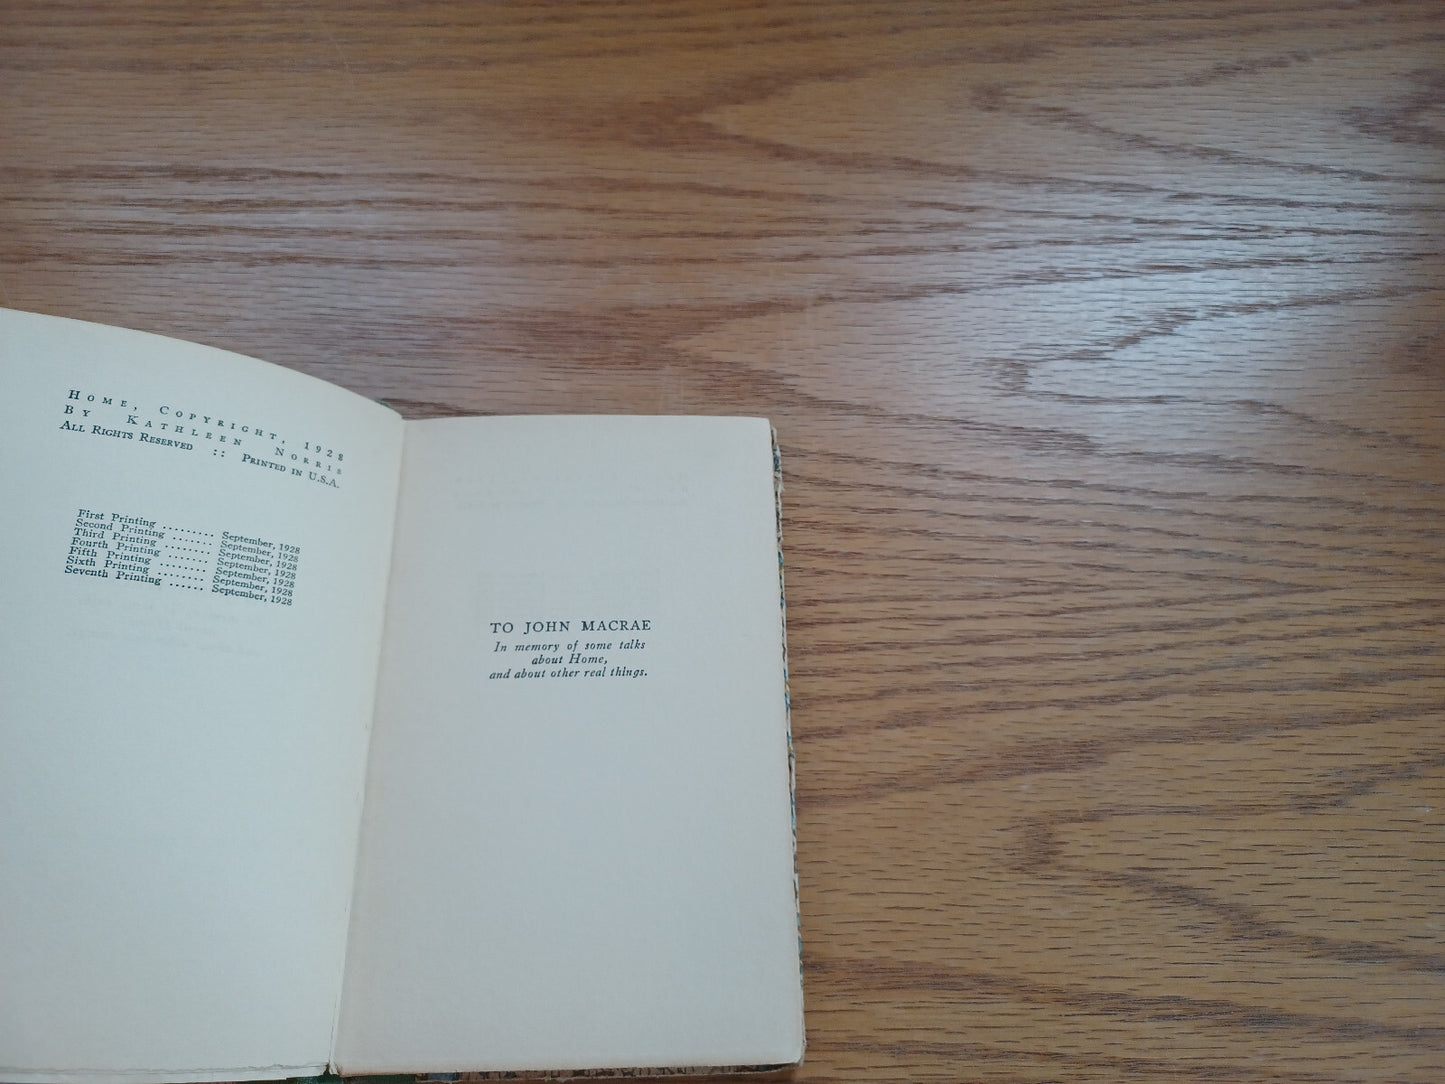 HOME, COPYRIGHT, 1928
BY KATHLEEN NORRIS
ALL RIGHTS RESERVED :: PRINTED IN U.S.A.
First Printing ......... September, 1928
Second Printing ........ September, 1928
Third Printing ......... September, 1928
Fourth Printing ........ September, 1928
Fifth Printing ......... September, 1928
Sixth Printing ......... September, 1928
Seventh Printing ...... September, 1928
TO JOHN MACRAE
In memory of some talks
about Home,
and about other real things.